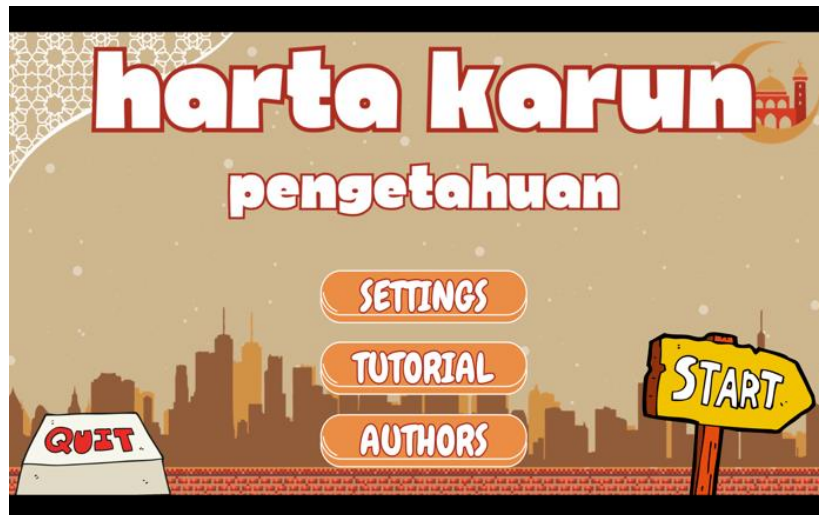 harta karun
pengetahuan
SETTINGS
TUTORIAL
START
AUTHORS
QUIT